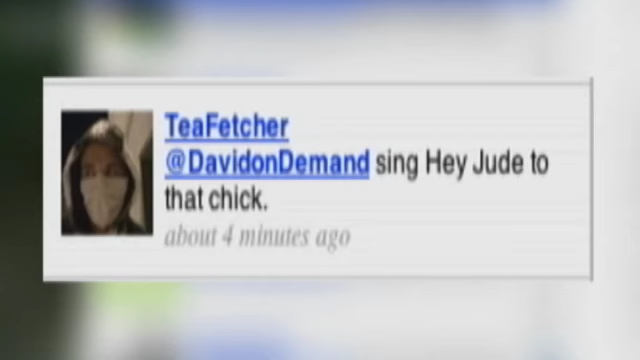 TeaFetcher
@DavidonDemand sing Hey Jude to
that chick.
about 4 minutes ago